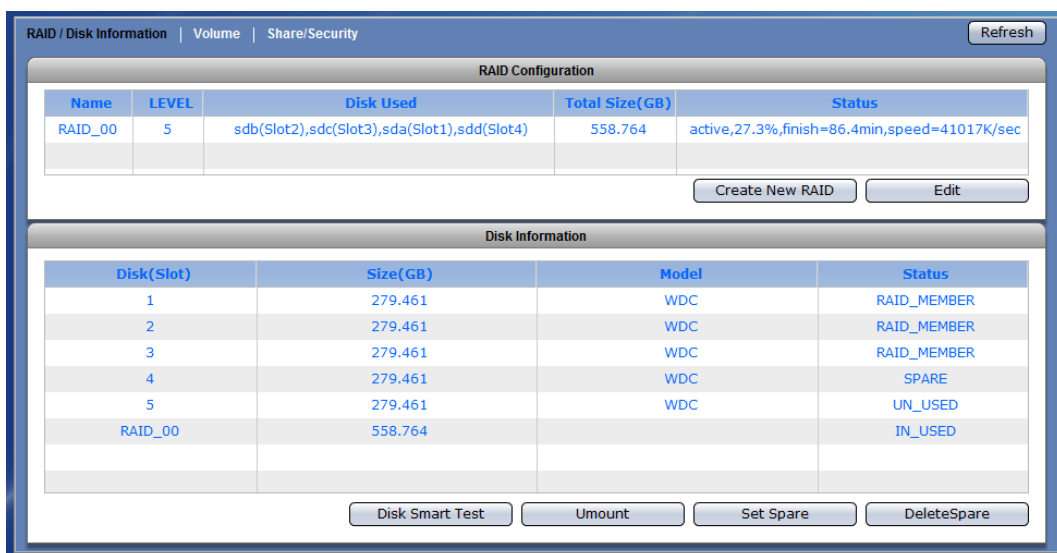 RAID / Disk Information | Volume | Share/Security Refresh
RAID Configuration
Name LEVEL Disk Used Total Size(GB) Status
RAID_00 5 sdb(Slot2),sdc(Slot3),sda(Slot1),sdd(Slot4) 558.764 active,27.3%,finish=86.4min,speed=41017K/sec
Create New RAID Edit
Disk Information
Disk(Slot) Size(GB) Model Status
1 279.461 WDC RAID_MEMBER
2 279.461 WDC RAID_MEMBER
3 279.461 WDC RAID_MEMBER
4 279.461 WDC SPARE
5 279.461 WDC UN_USED
RAID_00 558.764 IN_USED
Disk Smart Test Umount Set Spare DeleteSpare